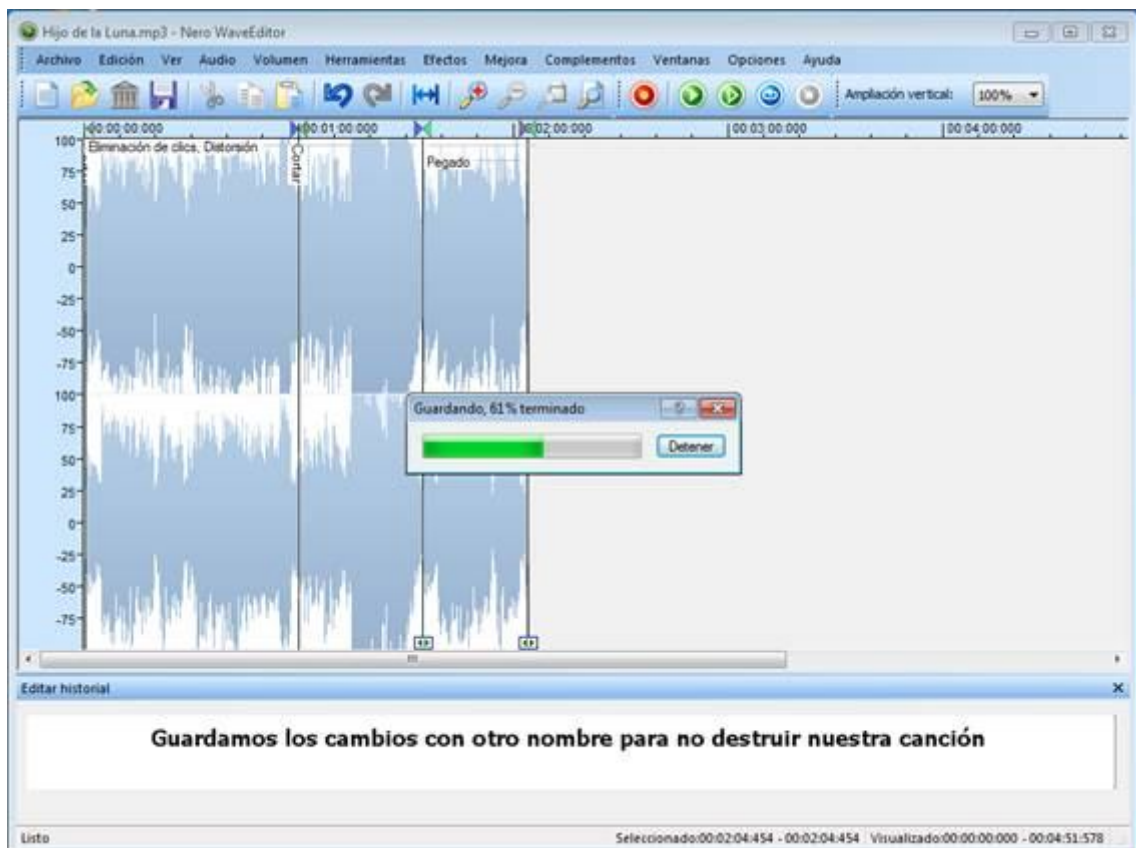 Hijo de la Luna.mp3 - Nero WaveEditor
Archivo Edición Ver Audio Volumen Herramientas Efectos Mejora Complementos Ventanas Opciones Ayuda
Ampliación vertical: 100%
00:00:00:000 00:01:00:000 00:02:00:000 00:03:00:000 00:04:00:000
100
Eliminación de clics, Distorsión
Cortar
Pegado
75
50
25
0
-25
-50
-75
100
Guardando, 61% terminado
75
Detener
50
25
0
-25
-50
-75
Editar historial
Guardamos los cambios con otro nombre para no destruir nuestra canción
Listo
Seleccionado:00:02:04:454 - 00:02:04:454 Visualizado:00:00:00:000 - 00:04:51:578